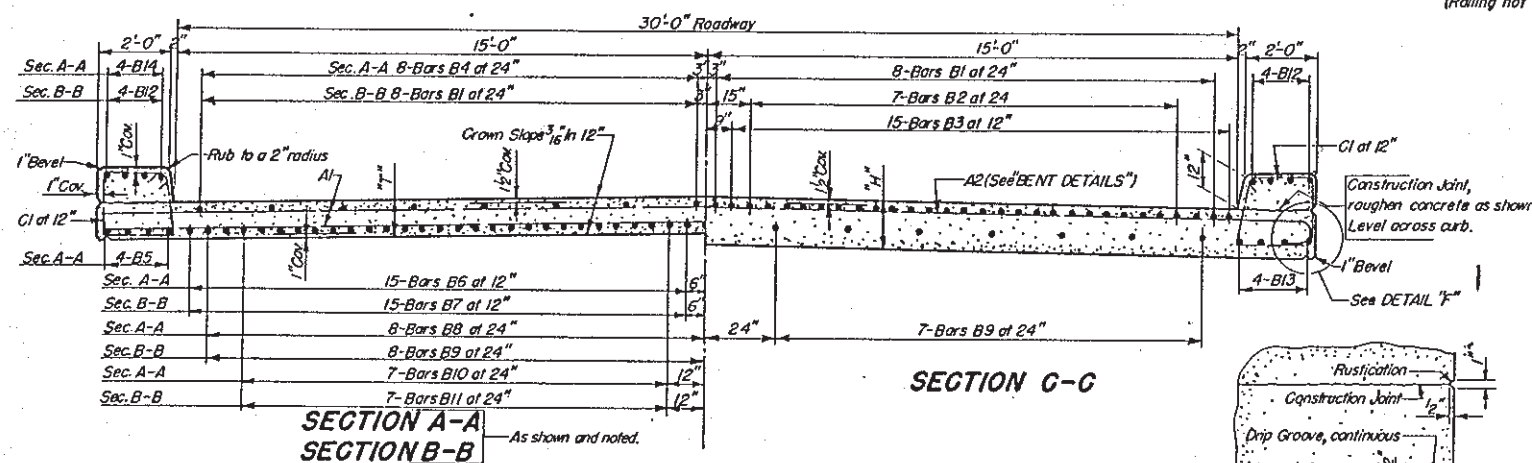 (Railing not
30'-0" Roadway
2'-0" 2" 15'-0" 15'-0" 2" 2'-0"
Sec. A-A 4-B14 Sec. A-A 8-Bars B4 at 24" 3" 3" 8-Bars B1 at 24" 4-B12
Sec. B-B 4-B12 Sec. B-B 8-Bars B1 at 24" 15" 7-Bars B2 at 24
9" 15-Bars B3 at 12"
1" Cov. Crown Slope 3/16" In 12"
1" Bevel Rub to a 2" radius 1½" Cov. 1½" Cov. "H" 12" C1 at 12"
1" Cov. A1 "T" A2 (See "BENT DETAILS") Construction Joint,
roughen concrete as shown
Level across curb.
C1 at 12"
Sec. A-A 4-B5 1" Cov. 4-B13 1" Bevel
See DETAIL "F"
Sec. A-A 15-Bars B6 at 12" 6"
Sec. B-B 15-Bars B7 at 12" 6"
Sec. A-A 8-Bars B8 at 24" 24" 7-Bars B9 at 24"
Sec. B-B 8-Bars B9 at 24"
Sec. A-A 7-Bars B10 at 24" 12"
Sec. B-B 7-Bars B11 at 24" 12"
SECTION C-C
SECTION A-A
SECTION B-B
As shown and noted.
Rustication
Construction Joint 1/2"
Drip Groove, continuous